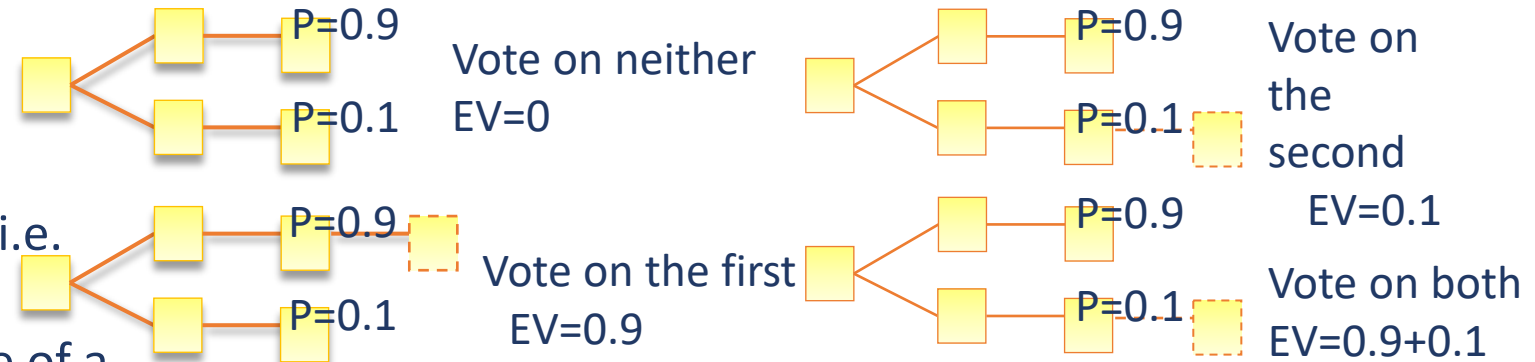 P=0.9
Vote on neither
P=0.1
EV=0
P=0.9
Vote on
the
P=0.1
second
EV=0.1
i.e.
P=0.9
Vote on the first
P=0.1
EV=0.9
P=0.9
Vote on both
P=0.1
EV=0.9+0.1
of a